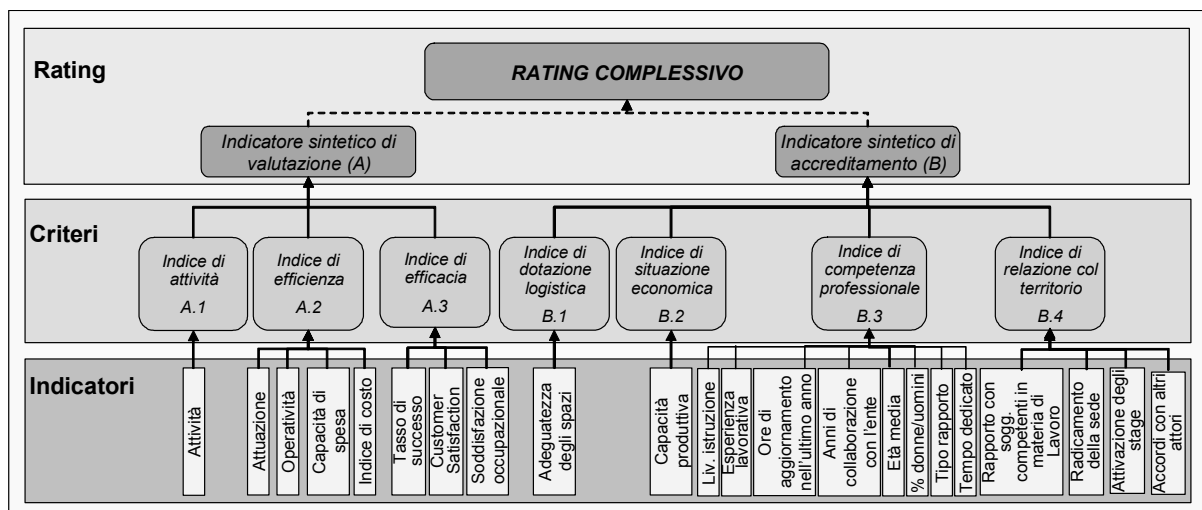 Rating
RATING COMPLESSIVO
Indicatore sintetico di
valutazione (A)
Indicatore sintetico di
accreditamento (B)
Criteri
Indice di
attività
A.1
Indice di
efficienza
A.2
Indice di
efficacia
A.3
Indice di
dotazione
logistica
B.1
Indice di
situazione
economica
B.2
Indice di
competenza
professionale
B.3
Indice di
relazione col
territorio
B.4
Indicatori
Attività
Attuazione
Operatività
Capacità di
spesa
Indice di costo
Tasso di
successo
Customer
Satisfaction
Soddisfazione
occupazionale
Adeguatezza
degli spazi
Capacità
produttiva
Liv. istruzione
Esperienza
lavorativa
Ore di
aggiornamento
nell'ultimo anno
Anni di
collaborazione
con l'ente
Età media
% donne/uomini
Tipo rapporto
Tempo dedicato
Rapporto con
sogg.
competenti in
materia di
Lavoro
Radicamento
della sede
Attivazione degli
stage
Accordi con altri
attori